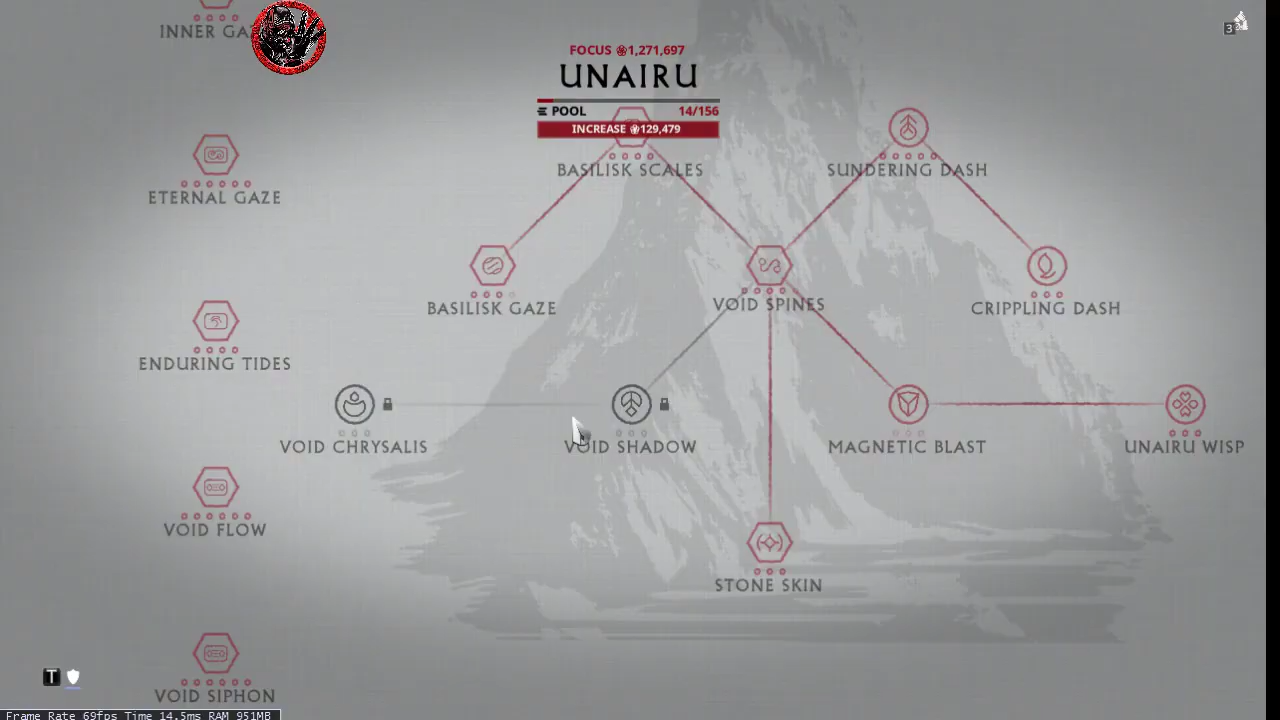 INNER GA
FOCUS 1,271,697
UNAIRU
POOL 14/156
INCREASE 129,479
BASILISK SCALES
SUNDERING DASH
ETERNAL GAZE
BASILISK GAZE
VOID SPINES
CRIPPLING DASH
ENDURING TIDES
VOID CHRYSALIS
VOID SHADOW
MAGNETIC BLAST
UNAIRU WISP
VOID FLOW
STONE SKIN
T
VOID SIPHON
Frame Rate 69fps Time 14.5ms RAM 951MB